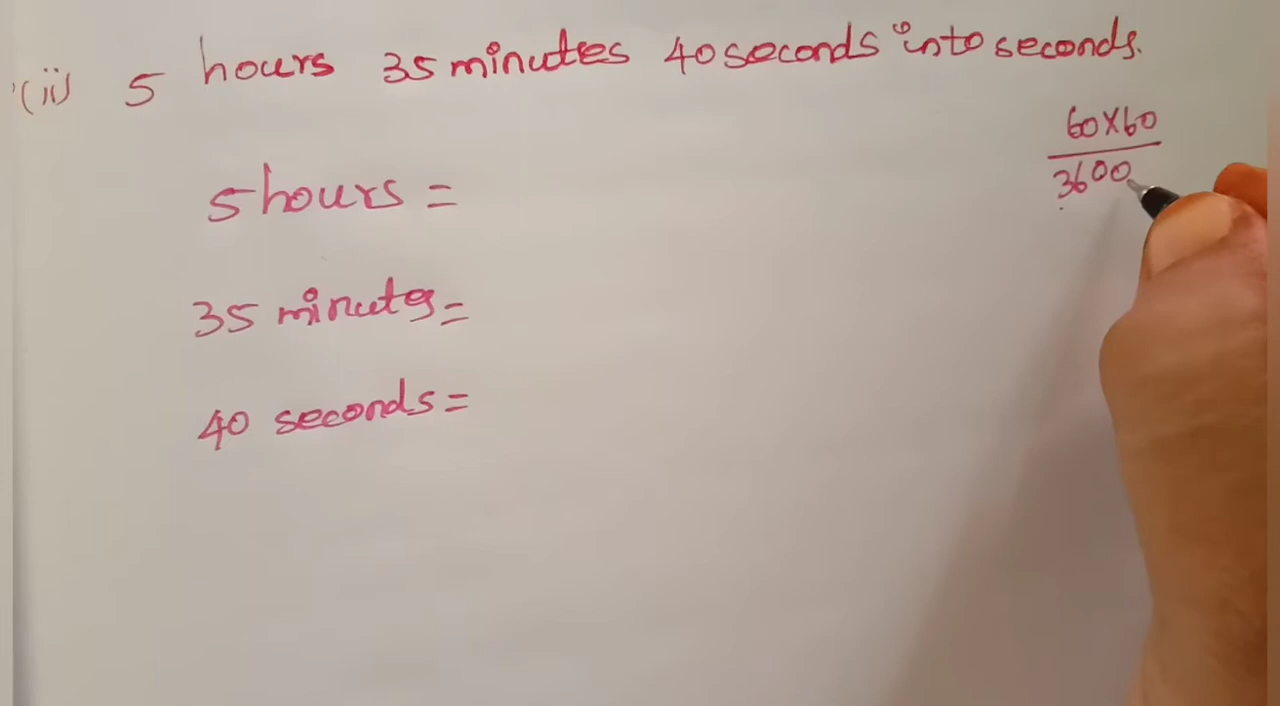 (ii) 5 hours 35 minutes 40 seconds into seconds.
60×60
3600
5 hours =
35 minutes =
40 seconds =